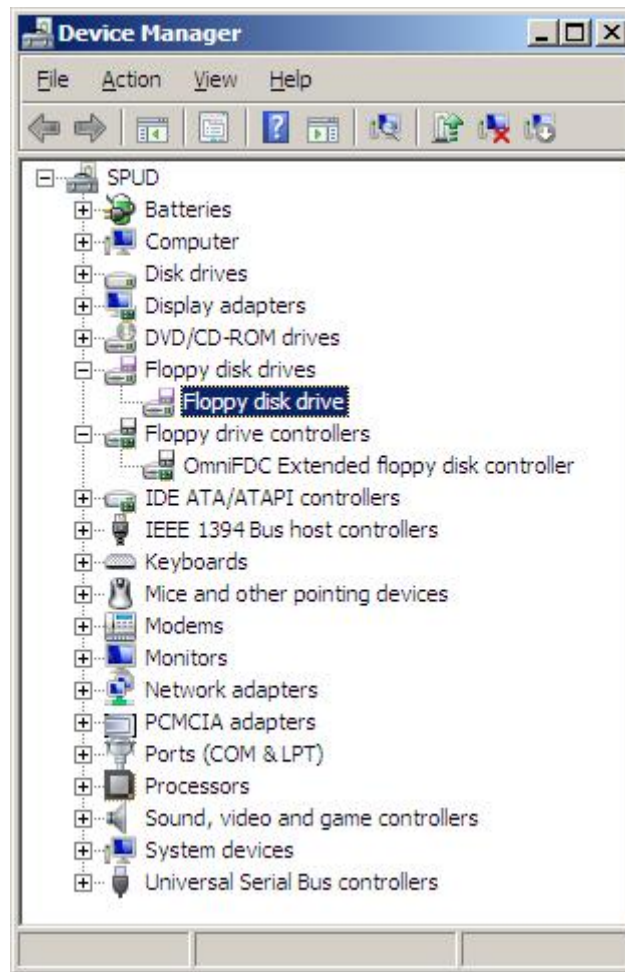 Device Manager
File Action View Help
SPUD
Batteries
Computer
Disk drives
Display adapters
DVD/CD-ROM drives
Floppy disk drives
Floppy disk drive
Floppy drive controllers
OmniFDC Extended floppy disk controller
IDE ATA/ATAPI controllers
IEEE 1394 Bus host controllers
Keyboards
Mice and other pointing devices
Modems
Monitors
Network adapters
PCMCIA adapters
Ports (COM & LPT)
Processors
Sound, video and game controllers
System devices
Universal Serial Bus controllers